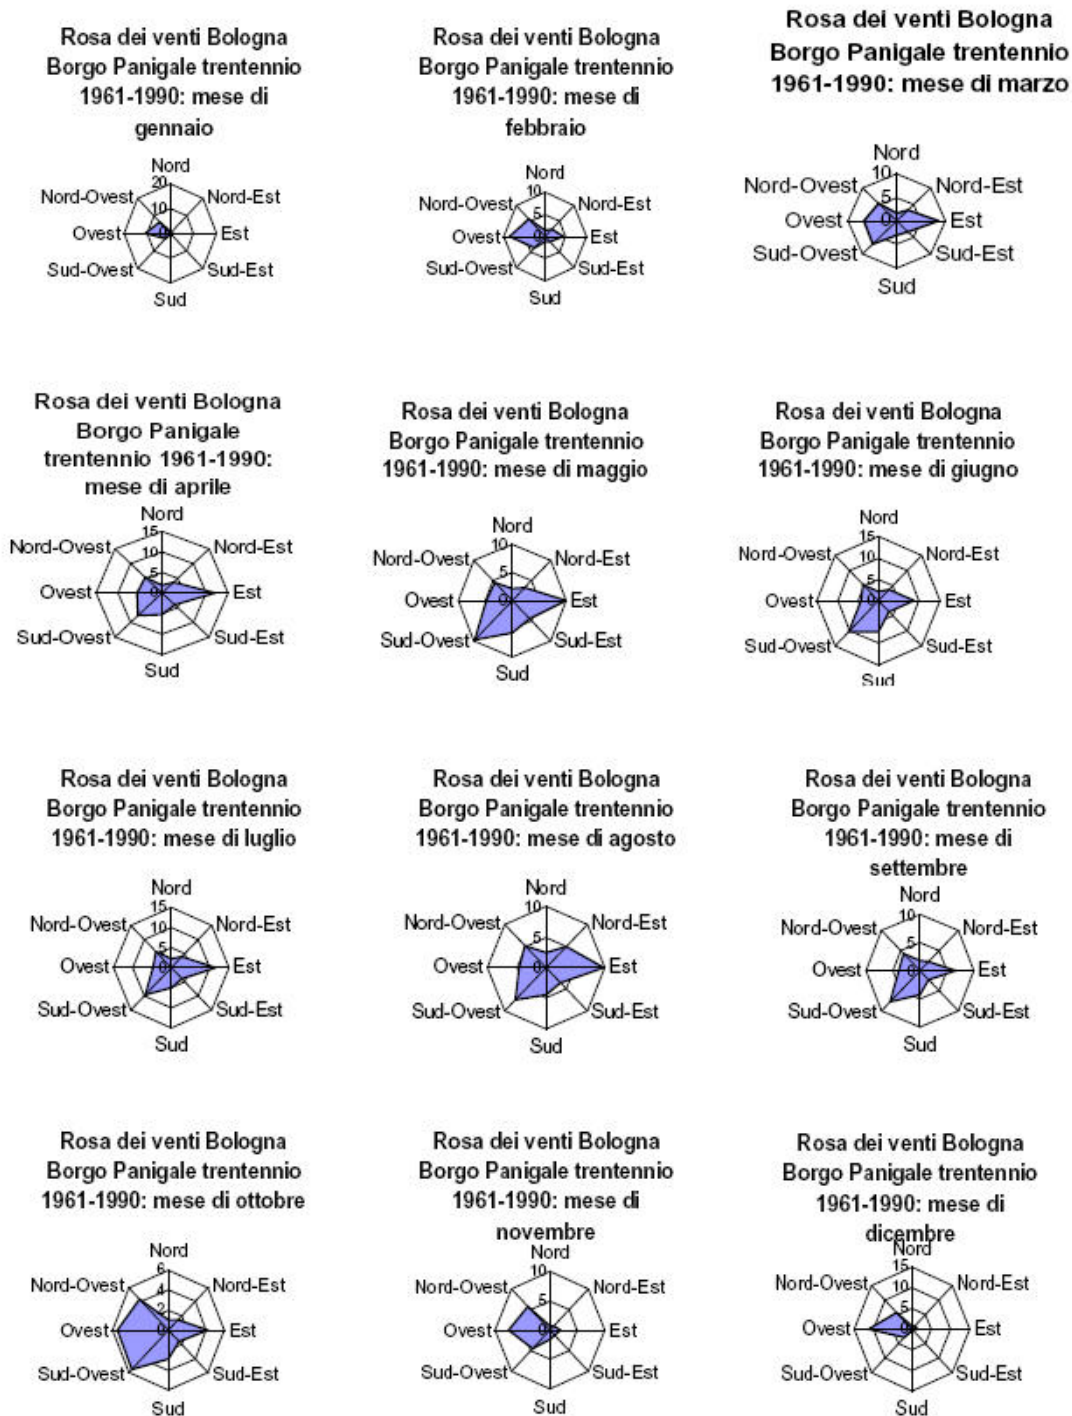 Rosa dei venti Bologna
Borgo Panigale trentennio
1961-1990: mese di
gennaio
Nord
20
Nord-Ovest
Nord-Est
10
Ovest
0
Est
Sud-Ovest
Sud-Est
Sud
Rosa dei venti Bologna
Borgo Panigale trentennio
1961-1990: mese di
febbraio
Nord
10
Nord-Ovest
Nord-Est
5
Ovest
0
Est
Sud-Ovest
Sud-Est
Sud
Rosa dei venti Bologna
Borgo Panigale trentennio
1961-1990: mese di marzo
Nord
10
Nord-Ovest
Nord-Est
5
Ovest
0
Est
Sud-Ovest
Sud-Est
Sud
Rosa dei venti Bologna
Borgo Panigale
trentennio 1961-1990:
mese di aprile
Nord
15
Nord-Ovest
Nord-Est
10
5
Ovest
0
Est
Sud-Ovest
Sud-Est
Sud
Rosa dei venti Bologna
Borgo Panigale trentennio
1961-1990: mese di maggio
Nord
10
Nord-Ovest
Nord-Est
5
Ovest
0
Est
Sud-Ovest
Sud-Est
Sud
Rosa dei venti Bologna
Borgo Panigale trentennio
1961-1990: mese di giugno
Nord
15
Nord-Ovest
Nord-Est
10
5
Ovest
0
Est
Sud-Ovest
Sud-Est
Sud
Rosa dei venti Bologna
Borgo Panigale trentennio
1961-1990: mese di luglio
Nord
15
Nord-Ovest
Nord-Est
10
5
Ovest
0
Est
Sud-Ovest
Sud-Est
Sud
Rosa dei venti Bologna
Borgo Panigale trentennio
1961-1990: mese di agosto
Nord
10
Nord-Ovest
Nord-Est
5
Ovest
0
Est
Sud-Ovest
Sud-Est
Sud
Rosa dei venti Bologna
Borgo Panigale trentennio
1961-1990: mese di
settembre
Nord
10
Nord-Ovest
Nord-Est
5
Ovest
0
Est
Sud-Ovest
Sud-Est
Sud
Rosa dei venti Bologna
Borgo Panigale trentennio
1961-1990: mese di ottobre
Nord
6
Nord-Ovest
Nord-Est
4
2
Ovest
0
Est
Sud-Ovest
Sud-Est
Sud
Rosa dei venti Bologna
Borgo Panigale trentennio
1961-1990: mese di
novembre
Nord
10
Nord-Ovest
Nord-Est
5
Ovest
0
Est
Sud-Ovest
Sud-Est
Sud
Rosa dei venti Bologna
Borgo Panigale trentennio
1961-1990: mese di
dicembre
Nord
15
Nord-Ovest
Nord-Est
10
5
Ovest
0
Est
Sud-Ovest
Sud-Est
Sud